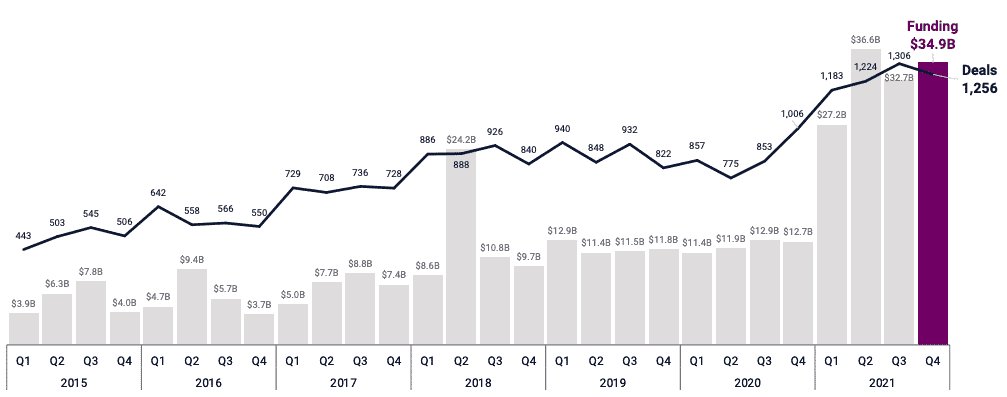 Funding
$34.9B
Deals
1,256
443 503 545 506 642 558 566 550 729 708 736 728 886 888 926 840 940 848 932 822 857 775 853 1,006 1,183 1,224 1,306
$3.9B $6.3B $7.8B $4.0B $4.7B $9.4B $5.7B $3.7B $5.0B $7.7B $8.8B $7.4B $8.6B $24.2B $10.8B $9.7B $12.9B $11.4B $11.5B $11.8B $11.4B $11.9B $12.9B $12.7B $27.2B $36.6B $32.7B
Q1 Q2 Q3 Q4 Q1 Q2 Q3 Q4 Q1 Q2 Q3 Q4 Q1 Q2 Q3 Q4 Q1 Q2 Q3 Q4 Q1 Q2 Q3 Q4 Q1 Q2 Q3 Q4
2015 2016 2017 2018 2019 2020 2021